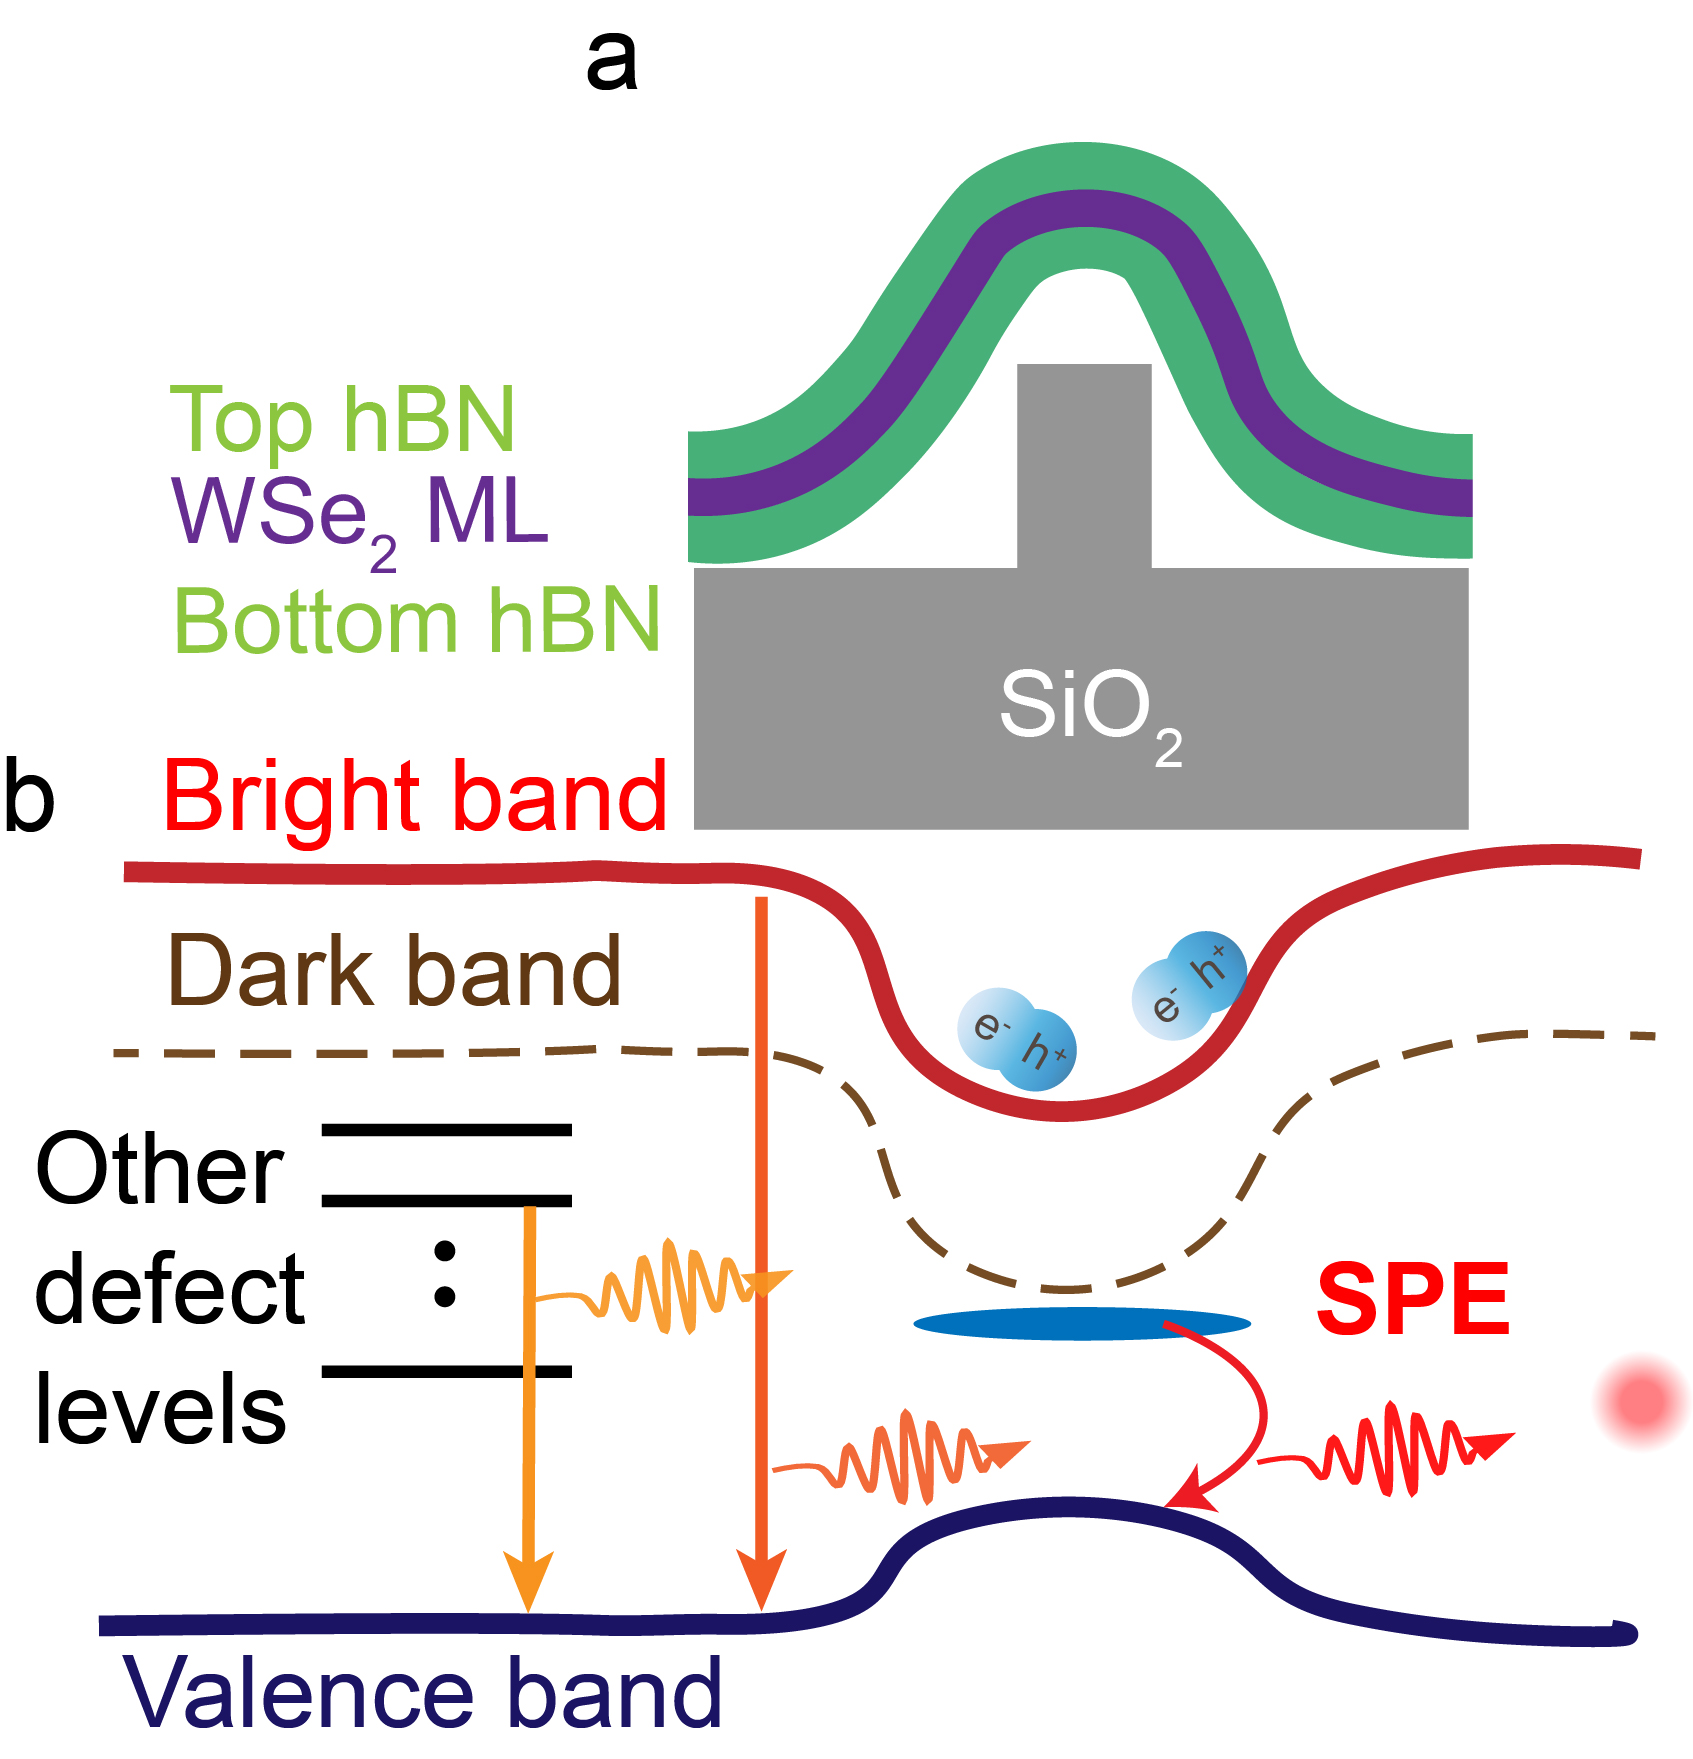 a
Top hBN
WSe₂ ML
Bottom hBN
SiO₂
b
Bright band
Dark band
e⁻ h⁺
e⁻ h⁺
Other
defect
levels
SPE
Valence band